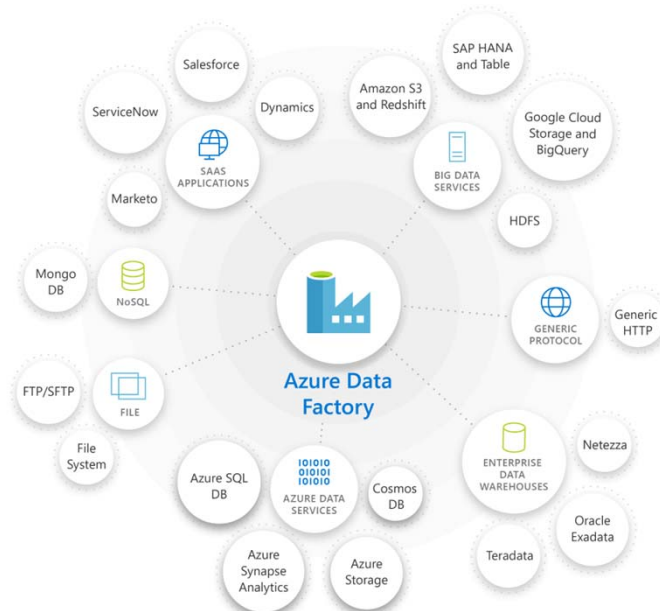 Salesforce
ServiceNow
Dynamics
SAAS
APPLICATIONS
Marketo
SAP HANA
and Table
Amazon S3
and Redshift
Google Cloud
Storage and
BigQuery
BIG DATA
SERVICES
HDFS
Mongo
DB
NoSQL
GENERIC
PROTOCOL
Generic
HTTP
Azure Data
Factory
FTP/SFTP
FILE
File
System
Azure SQL
DB
101010
010101
101010
AZURE DATA
SERVICES
Cosmos
DB
Azure
Synapse
Analytics
Azure
Storage
ENTERPRISE
DATA
WAREHOUSES
Netezza
Oracle
Exadata
Teradata